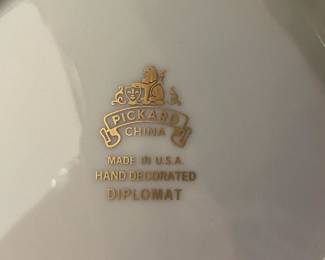 PICKARD
CHINA
MADE IN U.S.A.
HAND DECORATED
DIPLOMAT